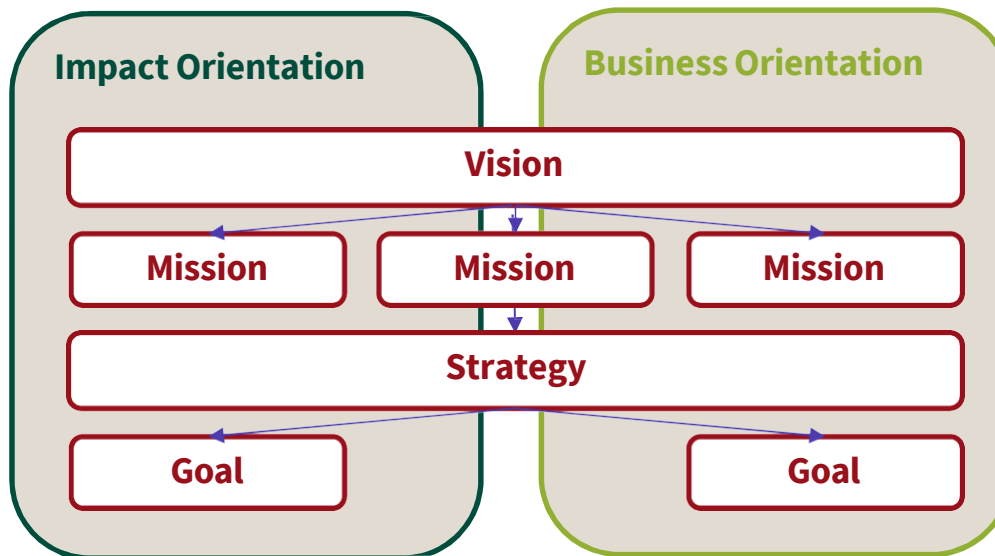 Impact Orientation
Business Orientation
Vision
Mission
Mission
Mission
Strategy
Goal
Goal